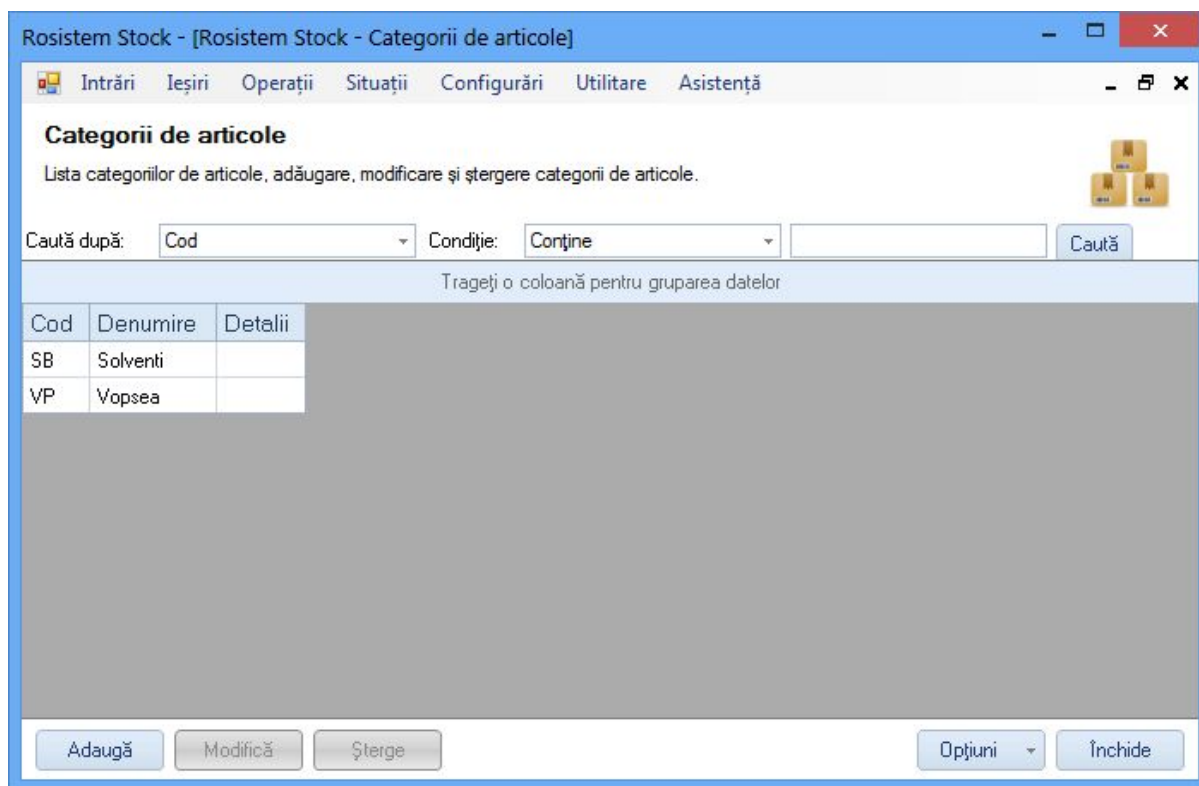 Rosistem Stock - [Rosistem Stock - Categorii de articole]
Intrări Ieșiri Operații Situații Configurări Utilitare Asistență
Categorii de articole
Lista categoriilor de articole, adăugare, modificare și ștergere categorii de articole.
Caută după: Cod Condiție: Conține Caută
Trageți o coloană pentru gruparea datelor
Cod Denumire Detalii
SB Solventi
VP Vopsea
Adaugă Modifică Șterge Opțiuni Închide